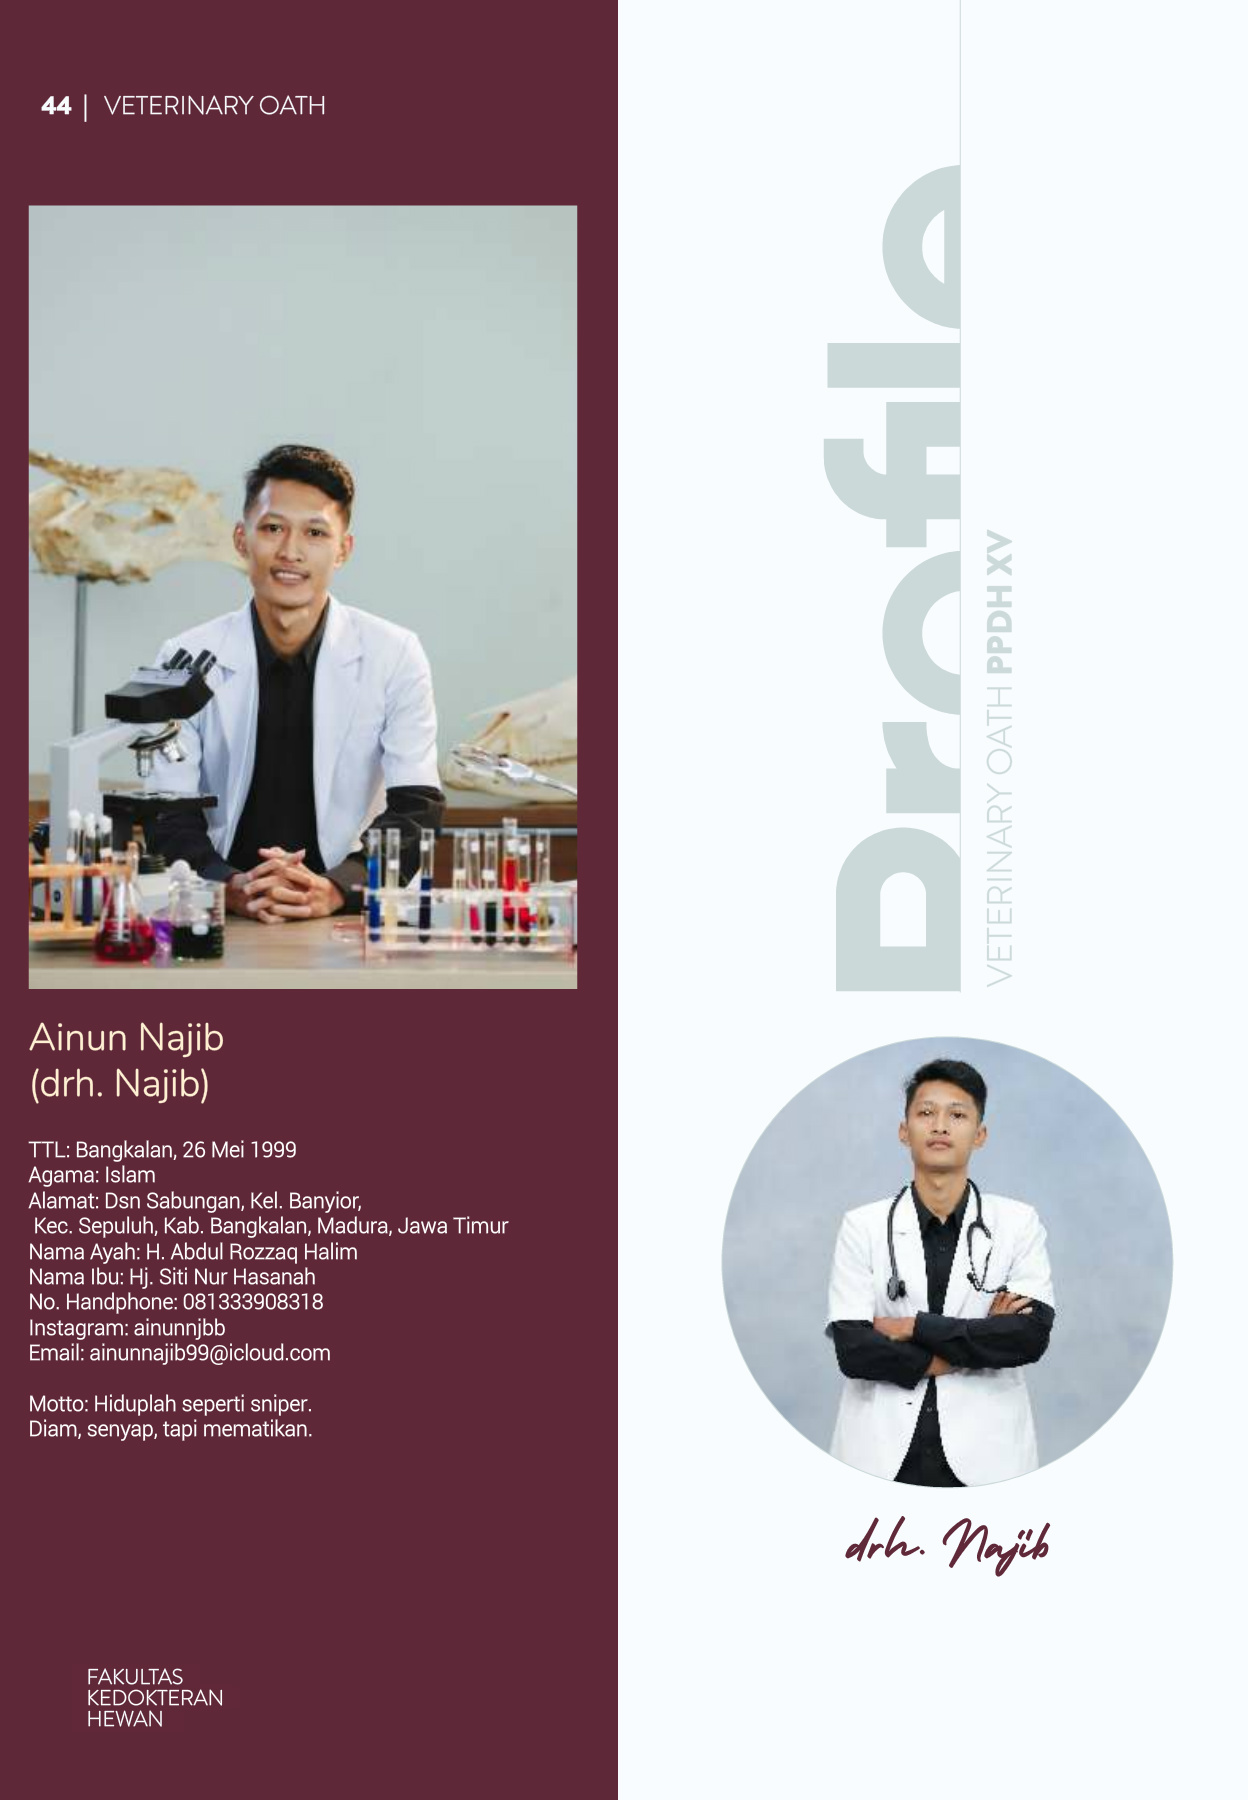 44 | VETERINARY OATH
Ainun Najib
(drh. Najib)
TTL: Bangkalan, 26 Mei 1999
Agama: Islam
Alamat: Dsn Sabungan, Kel. Banyior,
Kec. Sepuluh, Kab. Bangkalan, Madura, Jawa Timur
Nama Ayah: H. Abdul Rozzaq Halim
Nama Ibu: Hj. Siti Nur Hasanah
No. Handphone: 081333908318
Instagram: ainunnjbb
Email: ainunnajib99@icloud.com
Motto: Hiduplah seperti sniper.
Diam, senyap, tapi mematikan.
FAKULTAS
KEDOKTERAN
HEWAN
Profile
VETERINARY OATH PPDH XV
drh. Najib